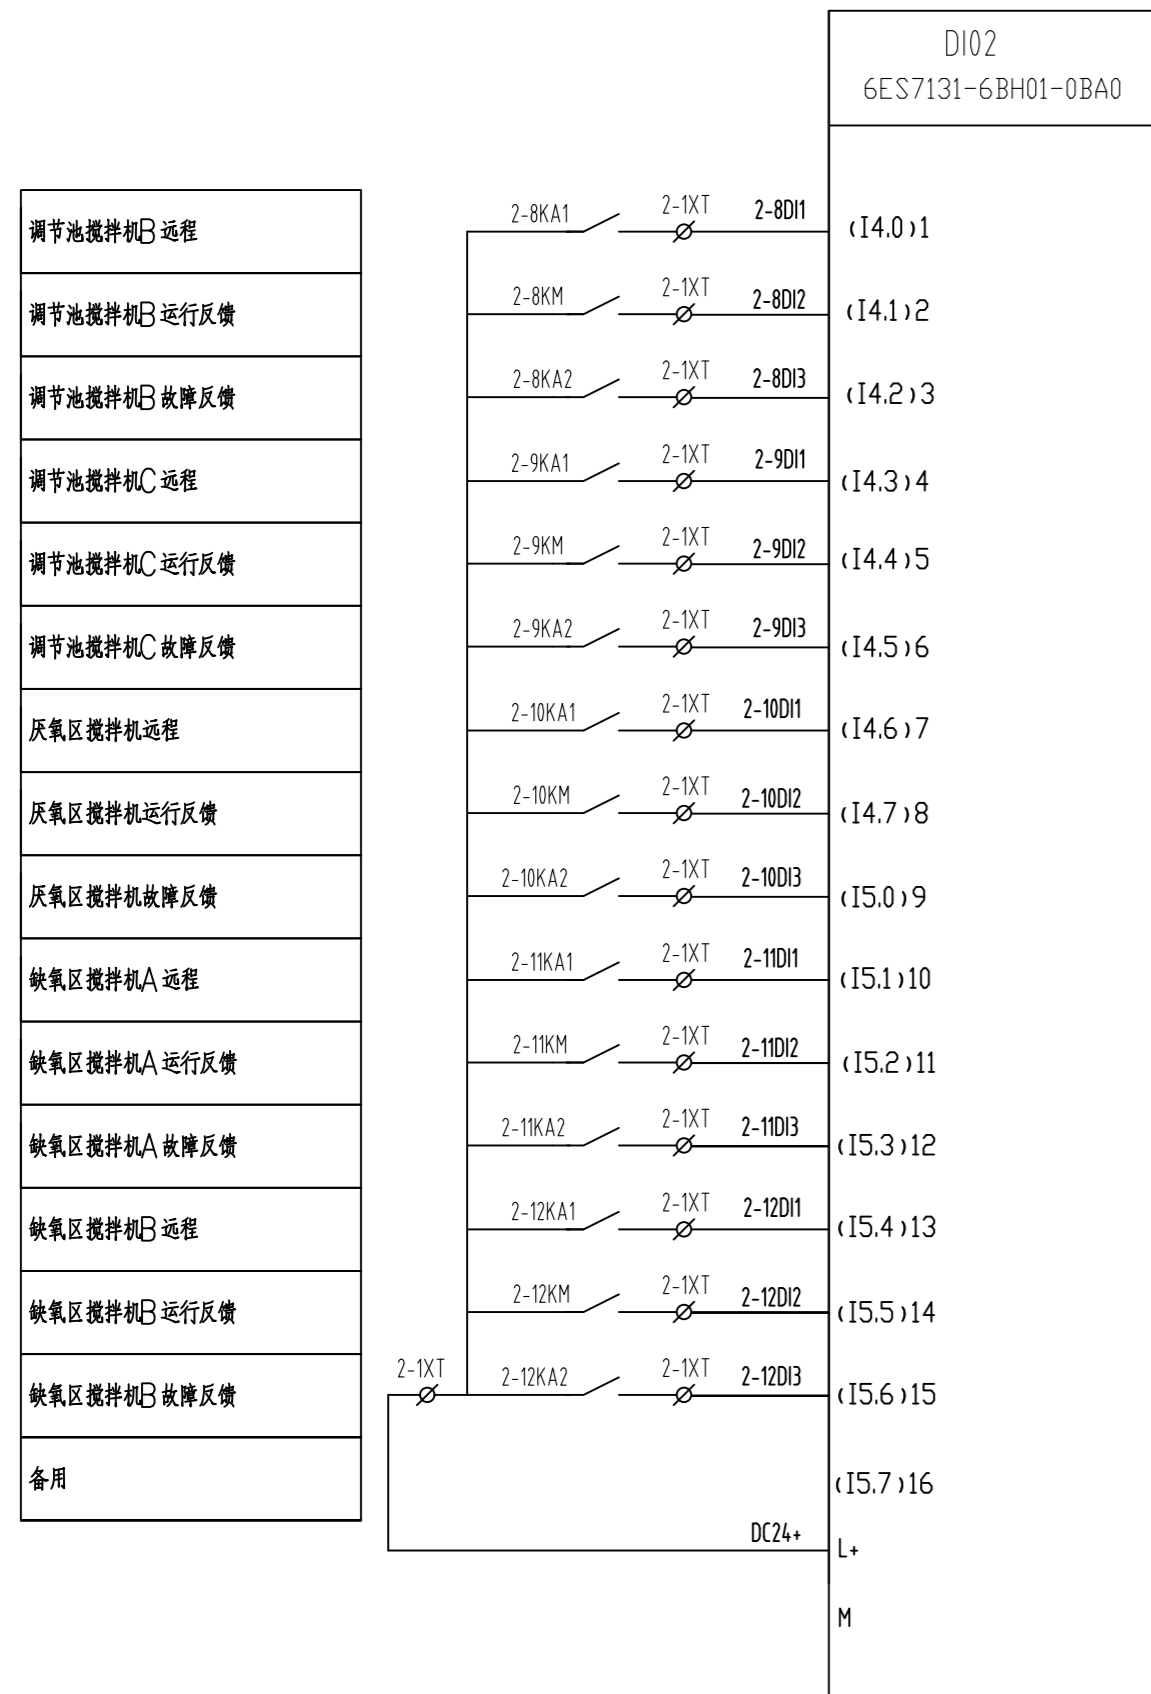 DI02
6ES7131-6BH01-0BA0
调节池搅拌机B远程 2-8KA1 2-1XT 2-8DI1 (I4.0)1
调节池搅拌机B运行反馈 2-8KM 2-1XT 2-8DI2 (I4.1)2
调节池搅拌机B故障反馈 2-8KA2 2-1XT 2-8DI3 (I4.2)3
调节池搅拌机C远程 2-9KA1 2-1XT 2-9DI1 (I4.3)4
调节池搅拌机C运行反馈 2-9KM 2-1XT 2-9DI2 (I4.4)5
调节池搅拌机C故障反馈 2-9KA2 2-1XT 2-9DI3 (I4.5)6
厌氧区搅拌机远程 2-10KA1 2-1XT 2-10DI1 (I4.6)7
厌氧区搅拌机运行反馈 2-10KM 2-1XT 2-10DI2 (I4.7)8
厌氧区搅拌机故障反馈 2-10KA2 2-1XT 2-10DI3 (I5.0)9
缺氧区搅拌机A远程 2-11KA1 2-1XT 2-11DI1 (I5.1)10
缺氧区搅拌机A运行反馈 2-11KM 2-1XT 2-11DI2 (I5.2)11
缺氧区搅拌机A故障反馈 2-11KA2 2-1XT 2-11DI3 (I5.3)12
缺氧区搅拌机B远程 2-12KA1 2-1XT 2-12DI1 (I5.4)13
缺氧区搅拌机B运行反馈 2-12KM 2-1XT 2-12DI2 (I5.5)14
缺氧区搅拌机B故障反馈 2-1XT 2-12KA2 2-1XT 2-12DI3 (I5.6)15
备用 (I5.7)16
DC24+ L+
M